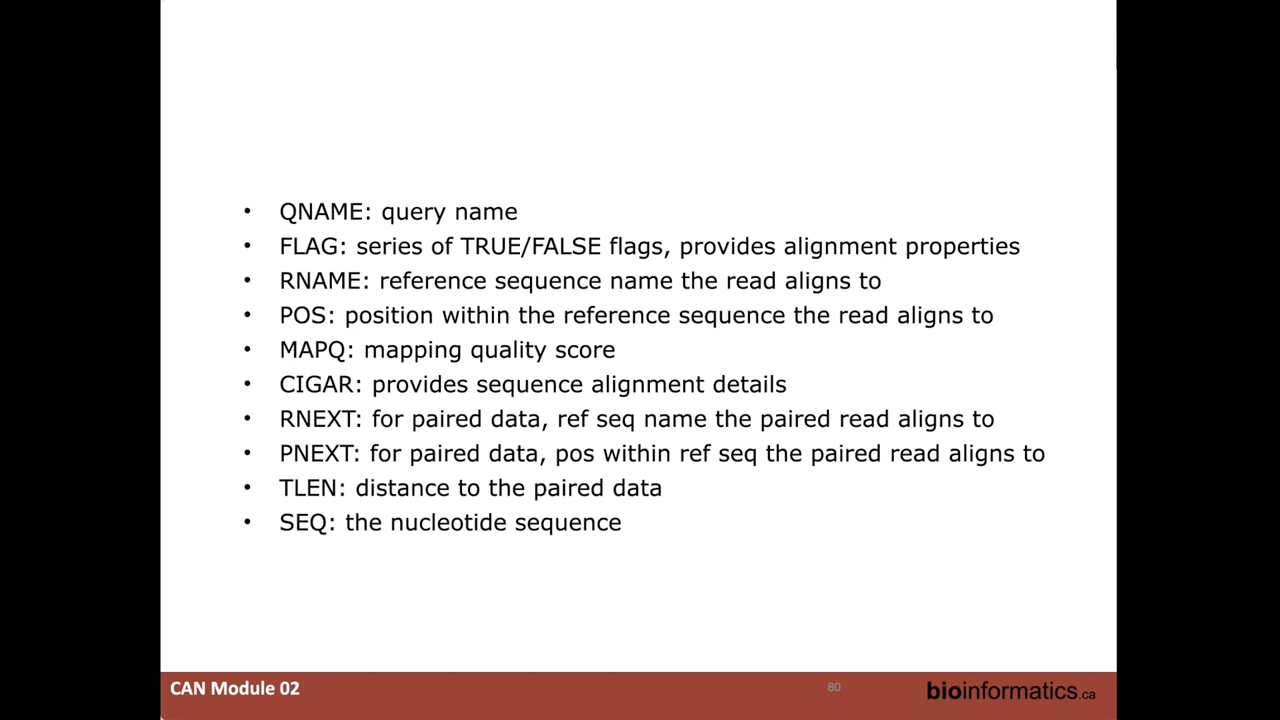 • QNAME: query name
• FLAG: series of TRUE/FALSE flags, provides alignment properties
• RNAME: reference sequence name the read aligns to
• POS: position within the reference sequence the read aligns to
• MAPQ: mapping quality score
• CIGAR: provides sequence alignment details
• RNEXT: for paired data, ref seq name the paired read aligns to
• PNEXT: for paired data, pos within ref seq the paired read aligns to
• TLEN: distance to the paired data
• SEQ: the nucleotide sequence
CAN Module 02
80
bioinformatics.ca